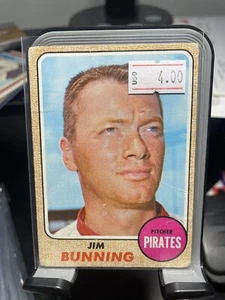 USD
4.00
JIM
BUNNING
PITCHER
PIRATES